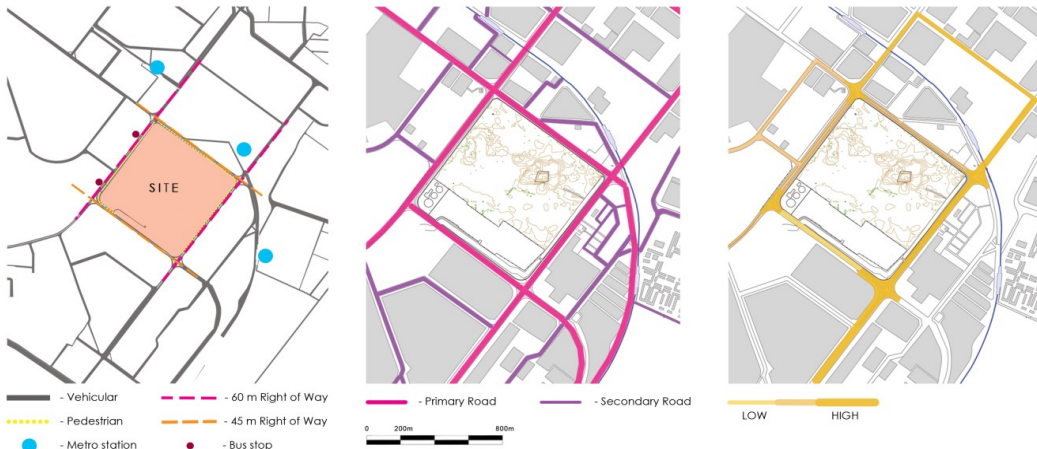 SITE
- Vehicular
- 60 m Right of Way
- Pedestrian
- 45 m Right of Way
- Metro station
- Bus stop
- Primary Road
- Secondary Road
0 200m 800m
LOW HIGH